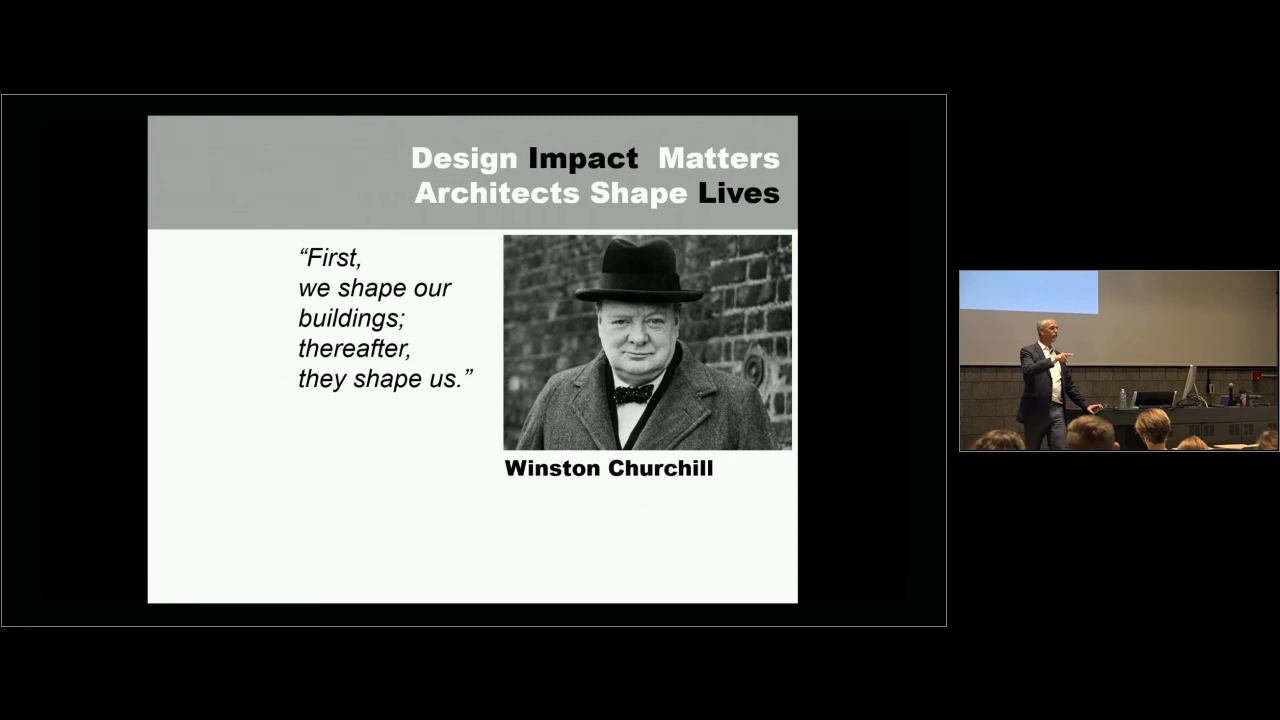 Design Impact Matters
Architects Shape Lives
“First,
we shape our
buildings;
thereafter,
they shape us.”
Winston Churchill